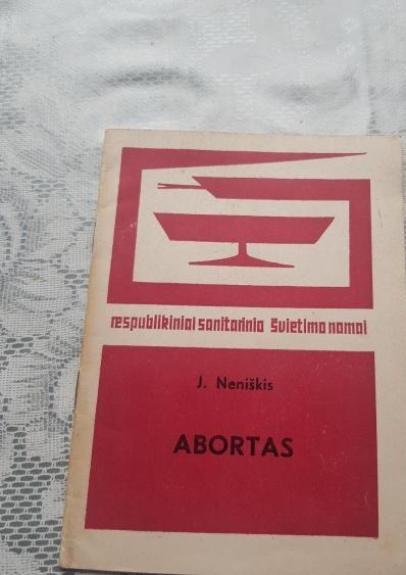 respublikiniai sanitarinio švietimo namai
J. Neniškis
ABORTAS